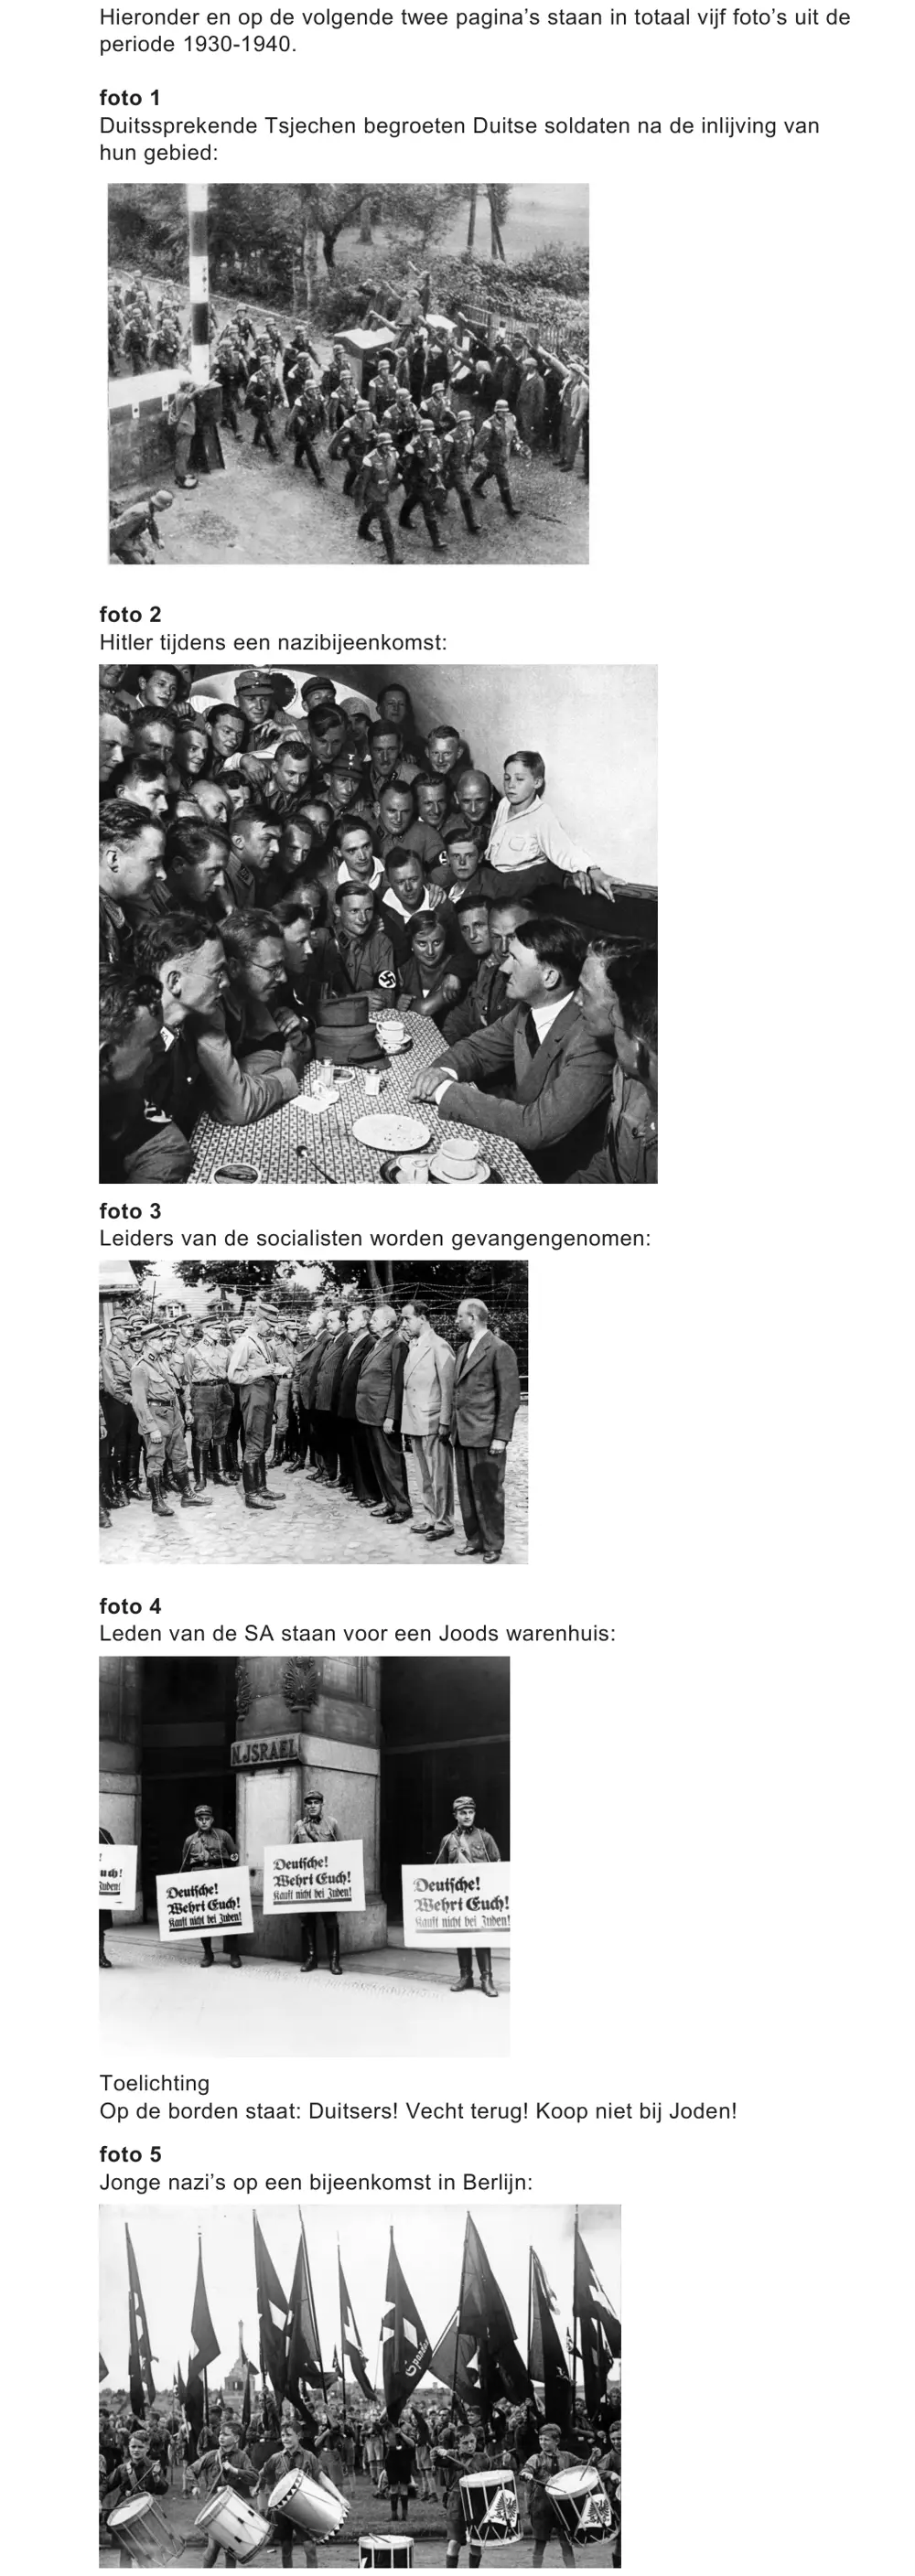 Hieronder en op de volgende twee pagina’s staan in totaal vijf foto’s uit de
periode 1930-1940.
foto 1
Duitssprekende Tsjechen begroeten Duitse soldaten na de inlijving van
hun gebied:
foto 2
Hitler tijdens een nazibijeenkomst:
foto 3
Leiders van de socialisten worden gevangengenomen:
foto 4
Leden van de SA staan voor een Joods warenhuis:
N.JSRAEL
!
uch!
Juden!
Deutsche!
Wehrt Euch!
Kauft nicht bei Juden!
Deutsche!
Wehrt Euch!
Kauft nicht bei Juden!
Deutsche!
Wehrt Euch!
Kauft nicht bei Juden!
Toelichting
Op de borden staat: Duitsers! Vecht terug! Koop niet bij Joden!
foto 5
Jonge nazi’s op een bijeenkomst in Berlijn: